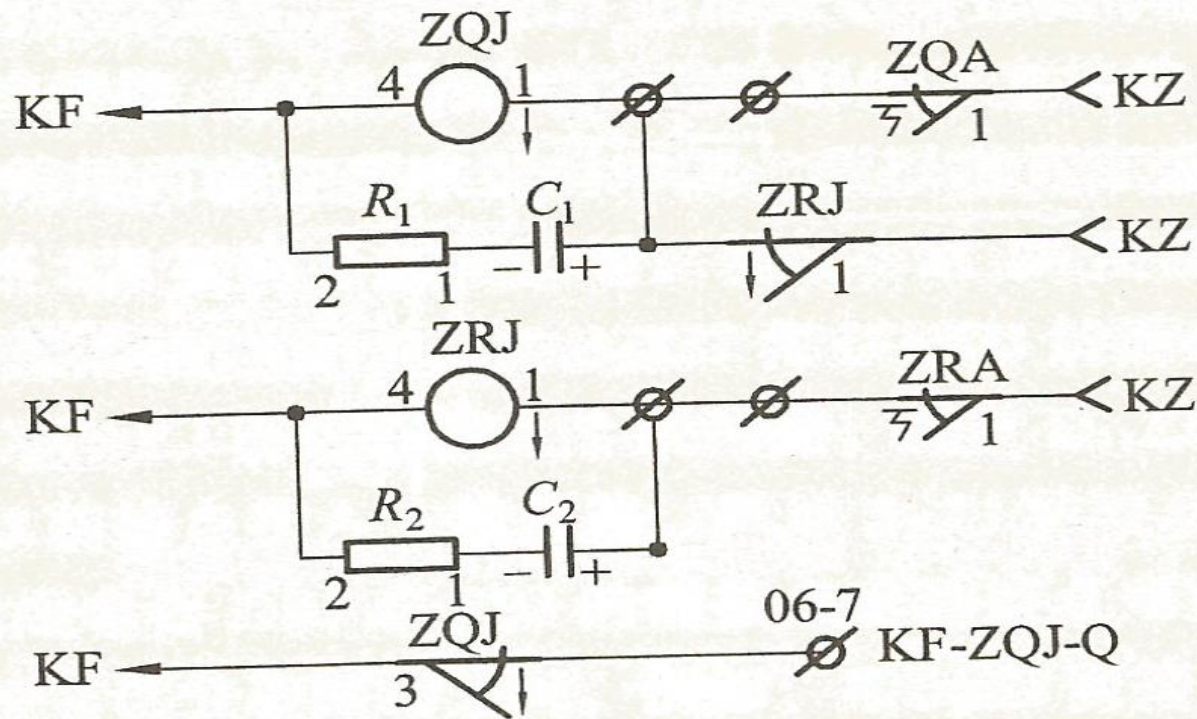 ZQJ
ZQA
KF 4 1 1 KZ
R1 C1 ZRJ
2 1 − + 1 KZ
ZRJ
ZRA
KF 4 1 1 KZ
R2 C2
2 1 − +
ZQJ 06-7
KF 3 KF-ZQJ-Q